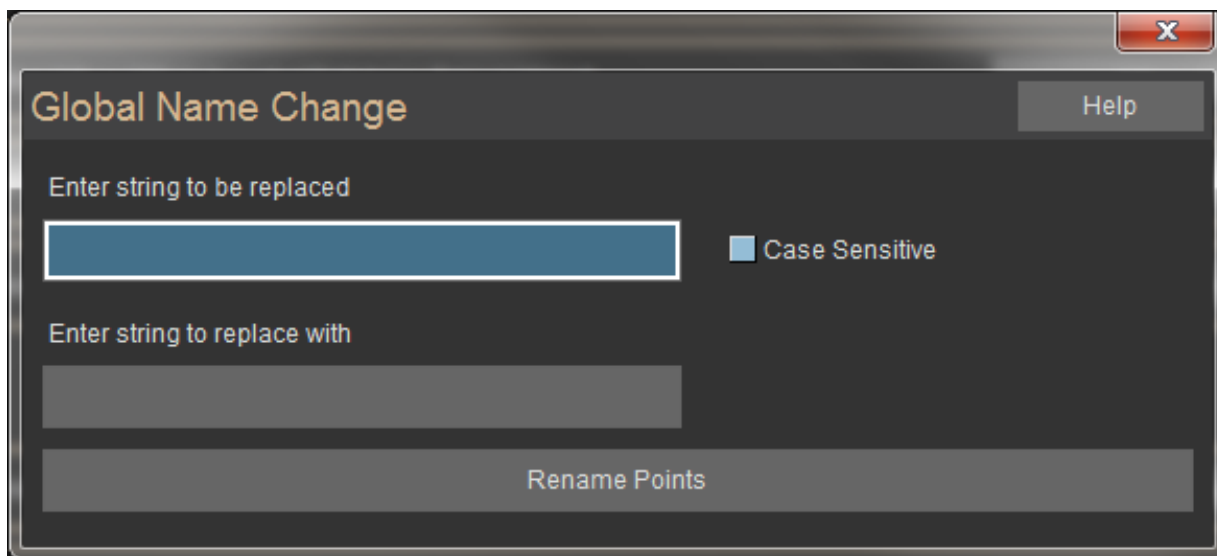 Global Name Change
Help
Enter string to be replaced
Case Sensitive
Enter string to replace with
Rename Points